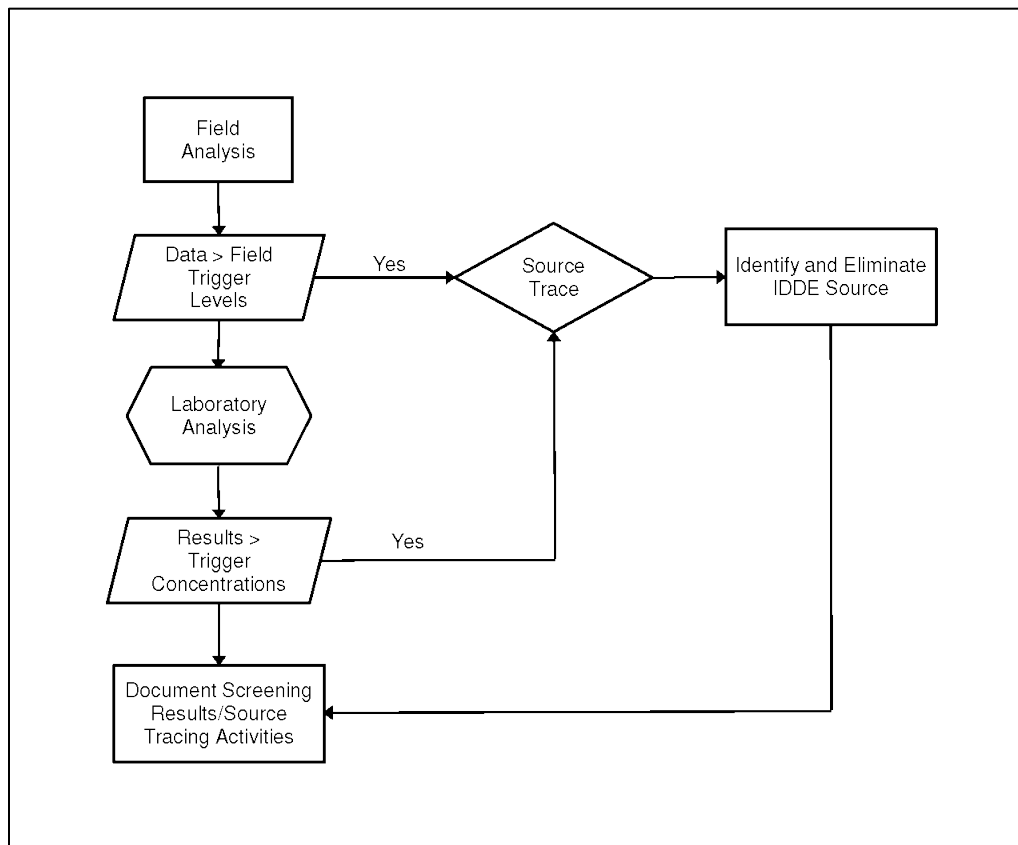 Field
Analysis
Data > Field
Trigger
Levels
Yes
Source
Trace
Identify and Eliminate
IDDE Source
Laboratory
Analysis
Results >
Trigger
Concentrations
Yes
Document Screening
Results/Source
Tracing Activities